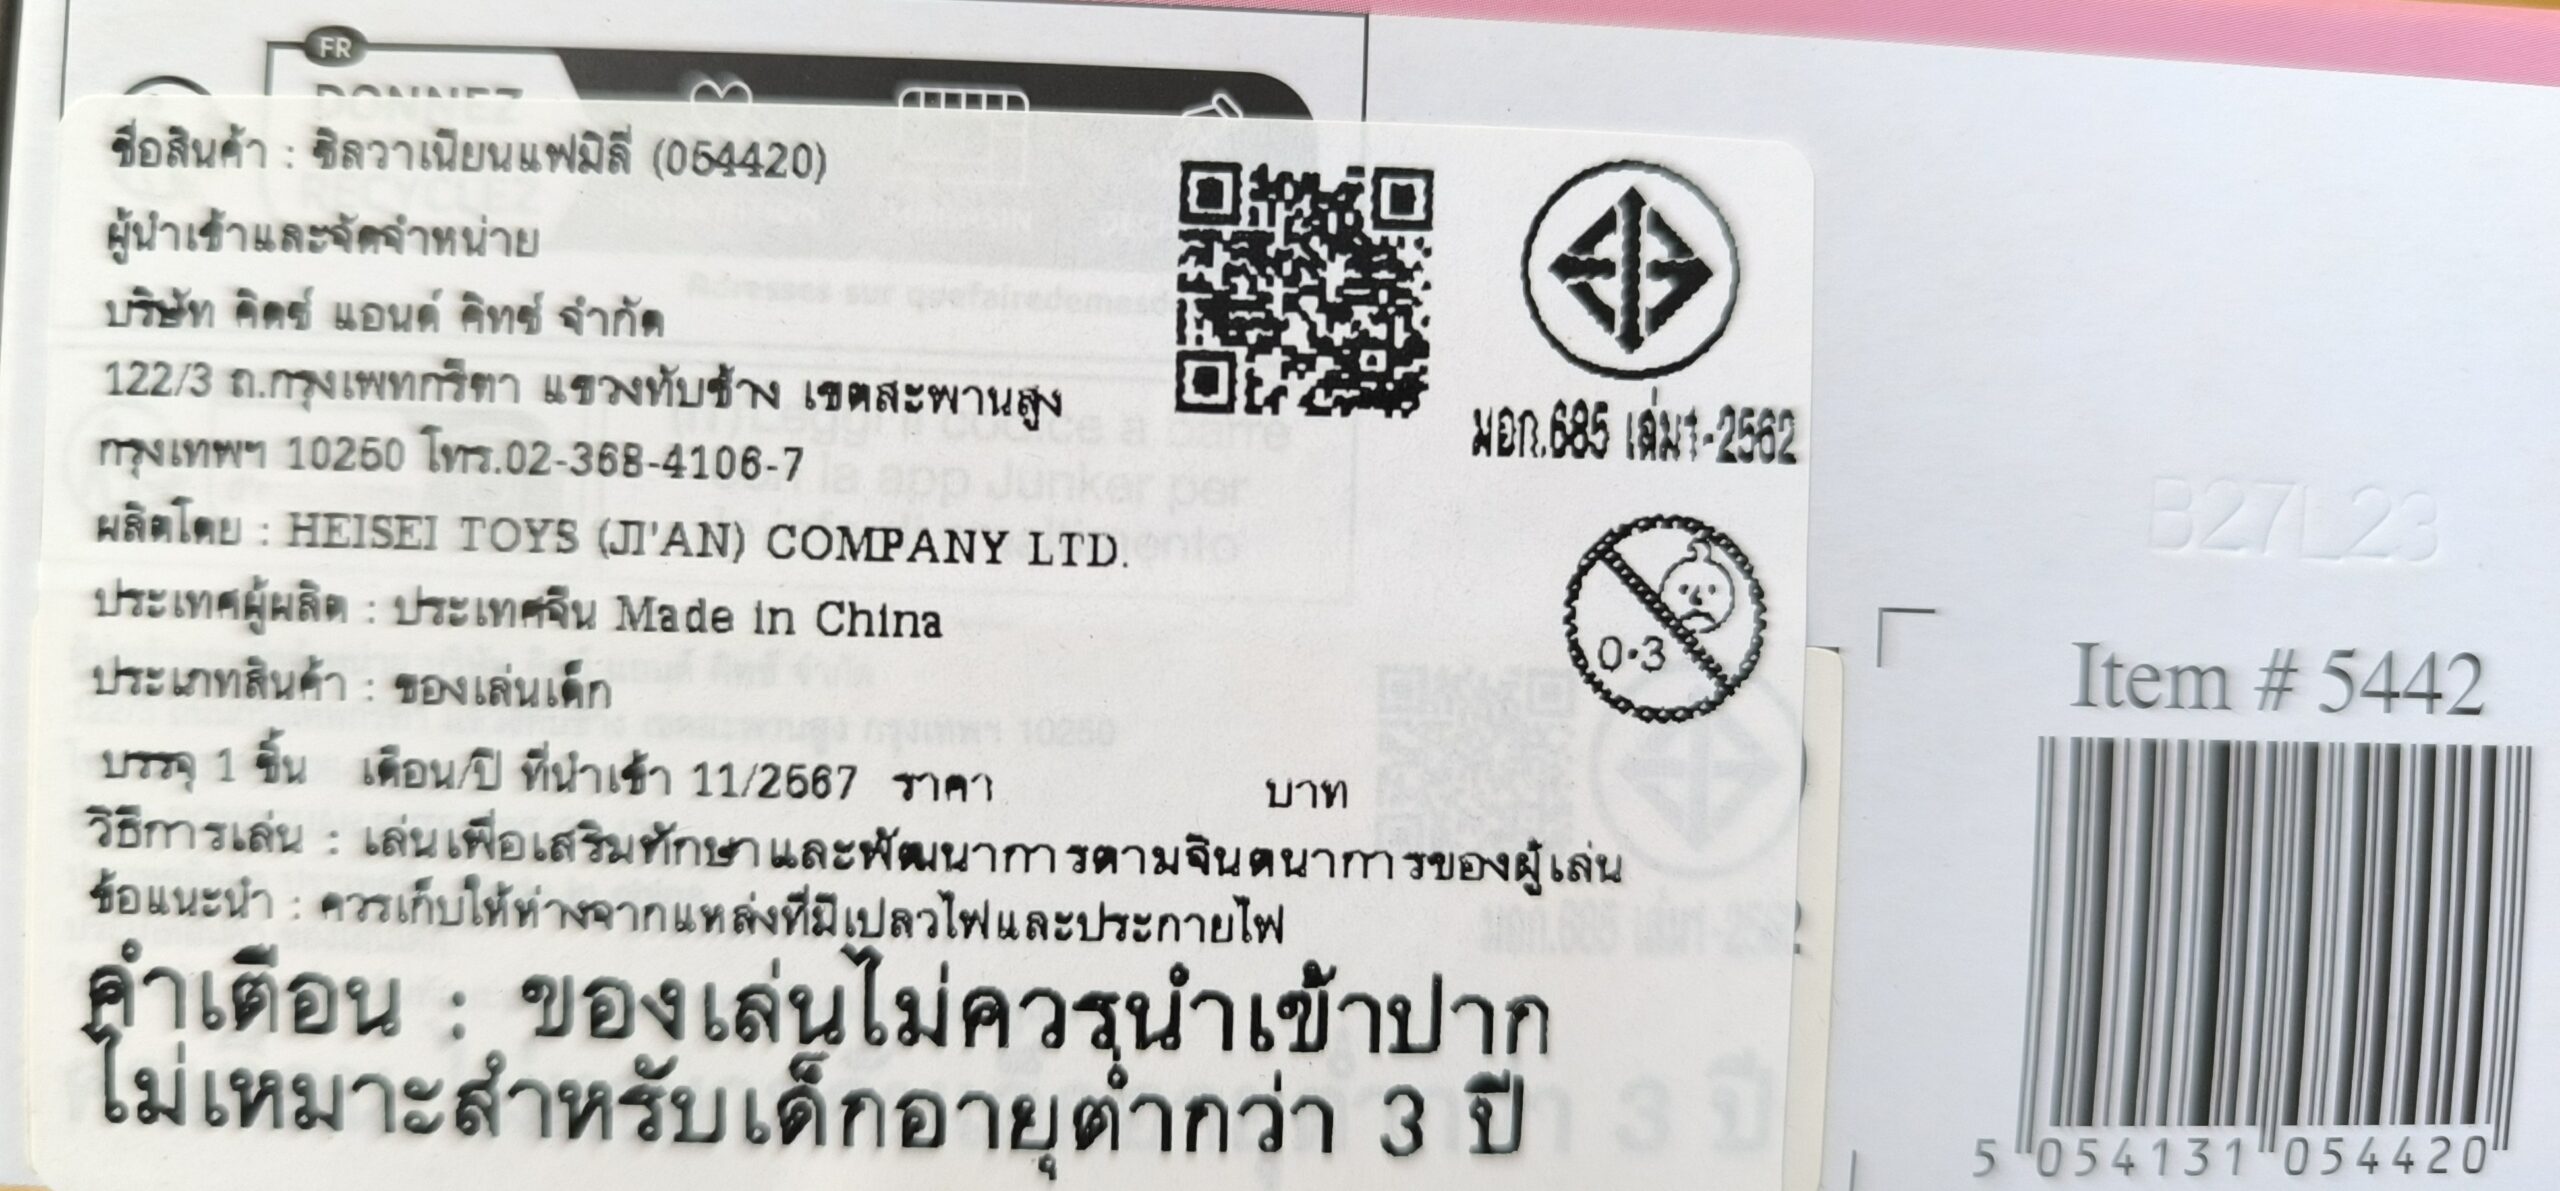 FR
DONNEZ
ชื่อสินค้า : ซิลวาเนียนแฟมิลี่ (054420)
ผู้นำเข้าและจัดจำหน่าย
บริษัท คิดซ์ แอนด์ คิทซ์ จำกัด
122/3 ถ.กรุงเทพกรีฑา แขวงทับช้าง เขตสะพานสูง
กรุงเทพฯ 10250 โทร.02-368-4106-7
ผลิตโดย : HEISEI TOYS (JI'AN) COMPANY LTD.
ประเทศผู้ผลิต : ประเทศจีน Made in China
ประเภทสินค้า : ของเล่นเด็ก
บรรจุ 1 ชิ้น เดือน/ปี ที่นำเข้า 11/2567 ราคา บาท
วิธีการเล่น : เล่นเพื่อเสริมทักษาและพัฒนาการตามจินตนาการของผู้เล่น
ข้อแนะนำ : ควรเก็บให้ห่างจากแหล่งที่มีเปลวไฟและประกายไฟ
คำเตือน : ของเล่นไม่ควรนำเข้าปาก
ไม่เหมาะสำหรับเด็กอายุต่ำกว่า 3 ปี
มอก.685 เล่ม1-2562
0-3
B27L23
Item # 5442
5 054131 054420